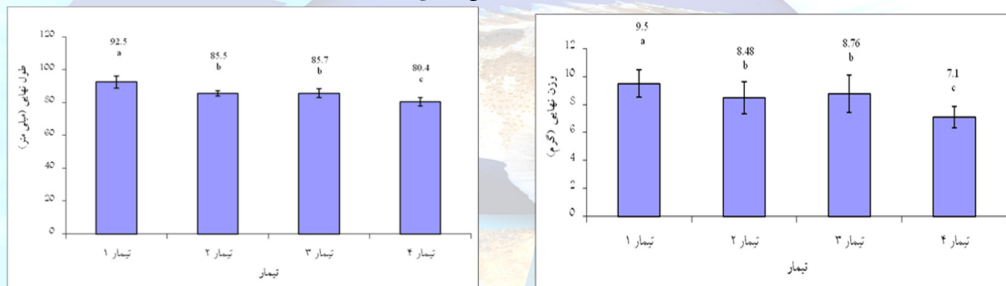 120
100
80
60
40
20
0
طول نهایی (میلی متر)
92.5
a
85.5
b
85.7
b
80.4
c
تیمار ۱
تیمار ۲
تیمار ۳
تیمار ۴
تیمار
12
10
8
6
4
2
0
وزن نهایی (گرم)
9.5
a
8.48
b
8.76
b
7.1
c
تیمار ۱
تیمار ۲
تیمار ۳
تیمار ۴
تیمار